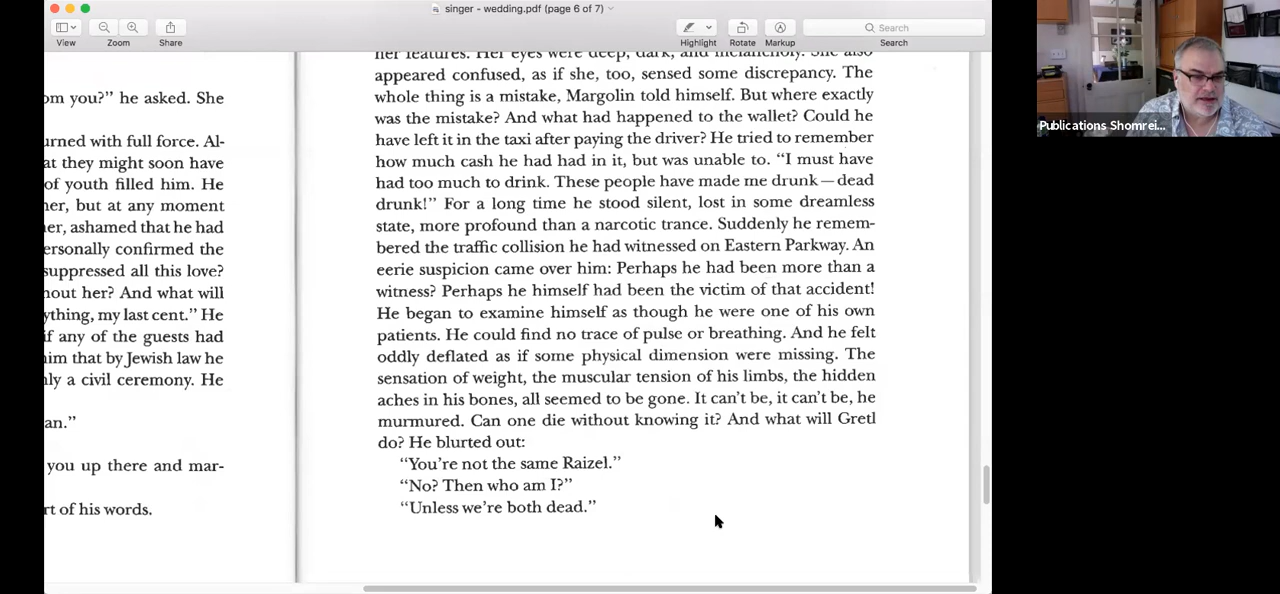 singer - wedding.pdf (page 6 of 7)
View
Zoom
Share
Highlight
Rotate
Markup
Search
Search
om you?” he asked. She
urned with full force. Al-
at they might soon have
of youth filled him. He
her, but at any moment
er, ashamed that he had
ersonally confirmed the
suppressed all this love?
hout her? And what will
ything, my last cent.” He
if any of the guests had
im that by Jewish law he
nly a civil ceremony. He
an.”
you up there and mar-
rt of his words.
her features. Her eyes were deep, dark, and melancholy. She also
appeared confused, as if she, too, sensed some discrepancy. The
whole thing is a mistake, Margolin told himself. But where exactly
was the mistake? And what had happened to the wallet? Could he
have left it in the taxi after paying the driver? He tried to remember
how much cash he had had in it, but was unable to. “I must have
had too much to drink. These people have made me drunk—dead
drunk!” For a long time he stood silent, lost in some dreamless
state, more profound than a narcotic trance. Suddenly he remem-
bered the traffic collision he had witnessed on Eastern Parkway. An
eerie suspicion came over him: Perhaps he had been more than a
witness? Perhaps he himself had been the victim of that accident!
He began to examine himself as though he were one of his own
patients. He could find no trace of pulse or breathing. And he felt
oddly deflated as if some physical dimension were missing. The
sensation of weight, the muscular tension of his limbs, the hidden
aches in his bones, all seemed to be gone. It can’t be, it can’t be, he
murmured. Can one die without knowing it? And what will Gretl
do? He blurted out:
“You’re not the same Raizel.”
“No? Then who am I?”
“Unless we’re both dead.”
Publications Shomrei...